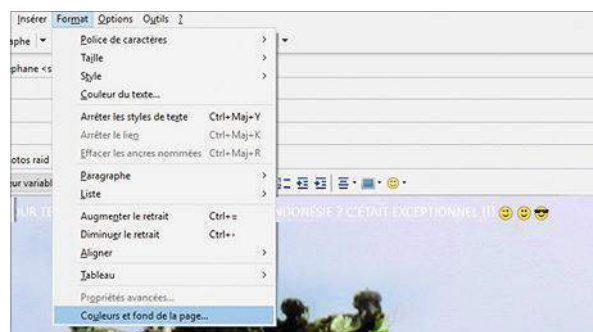 Insérer Format Options Outils ?
aphe
Police de caractères
phane <s
Taille
Style
Couleur du texte...
Arrêter les styles de texte Ctrl+Maj+Y
Arrêter le lien Ctrl+Maj+K
otos raid
Effacer les ancres nommées Ctrl+Maj+R
Paragraphe
eur variabl
Liste
Augmenter le retrait Ctrl+=
OUR TE
NDONÉSIE ? C'ÉTAIT EXCEPTIONNEL !!!
Diminuer le retrait Ctrl+-
Aligner
Tableau
Propriétés avancées...
Couleurs et fond de la page...